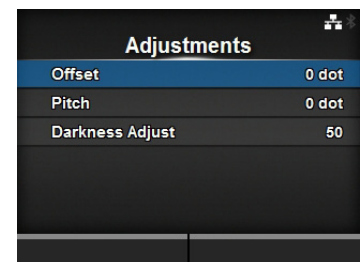 Adjustments
Offset 0 dot
Pitch 0 dot
Darkness Adjust 50